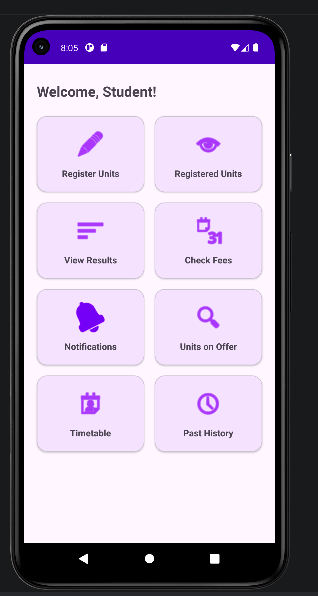 8:05
Welcome, Student!
Register Units
Registered Units
View Results
31
Check Fees
Notifications
Units on Offer
Timetable
Past History